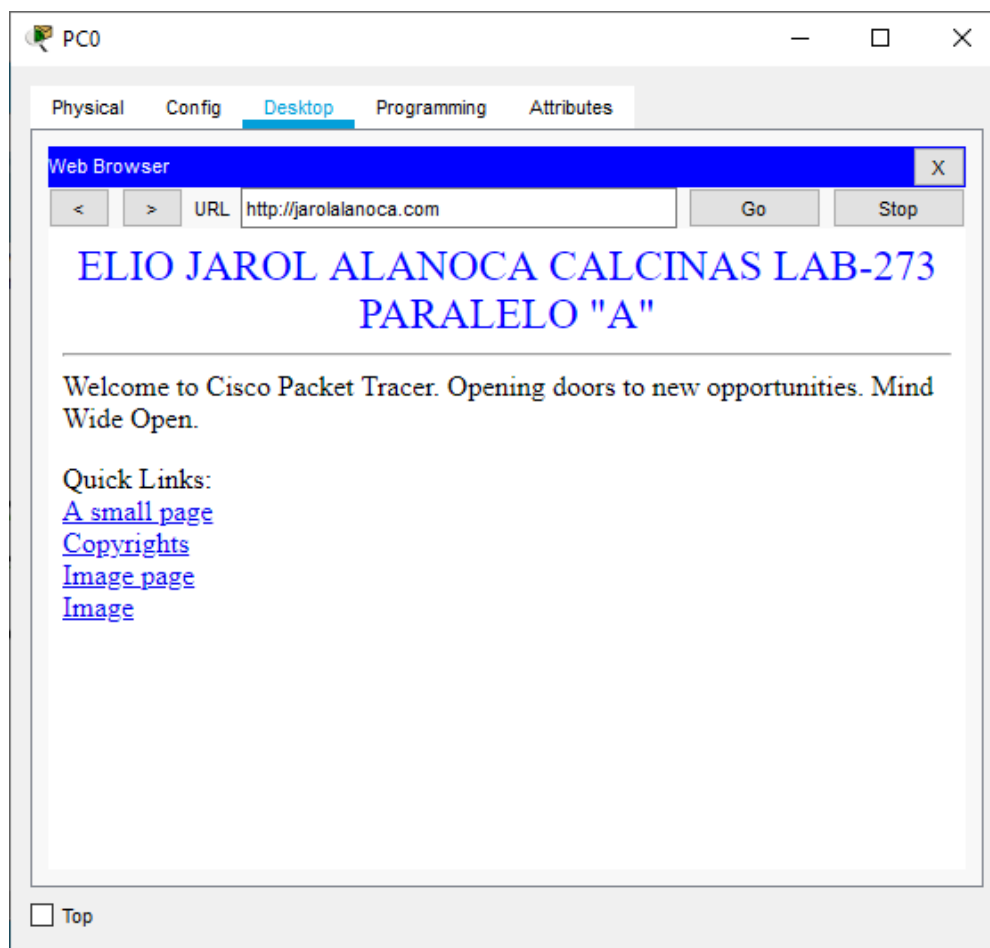 PC0
Physical Config Desktop Programming Attributes
Web Browser X
< > URL http://jarolalanoca.com Go Stop
ELIO JAROL ALANOCA CALCINAS LAB-273
PARALELO "A"
Welcome to Cisco Packet Tracer. Opening doors to new opportunities. Mind
Wide Open.
Quick Links:
A small page
Copyrights
Image page
Image
Top